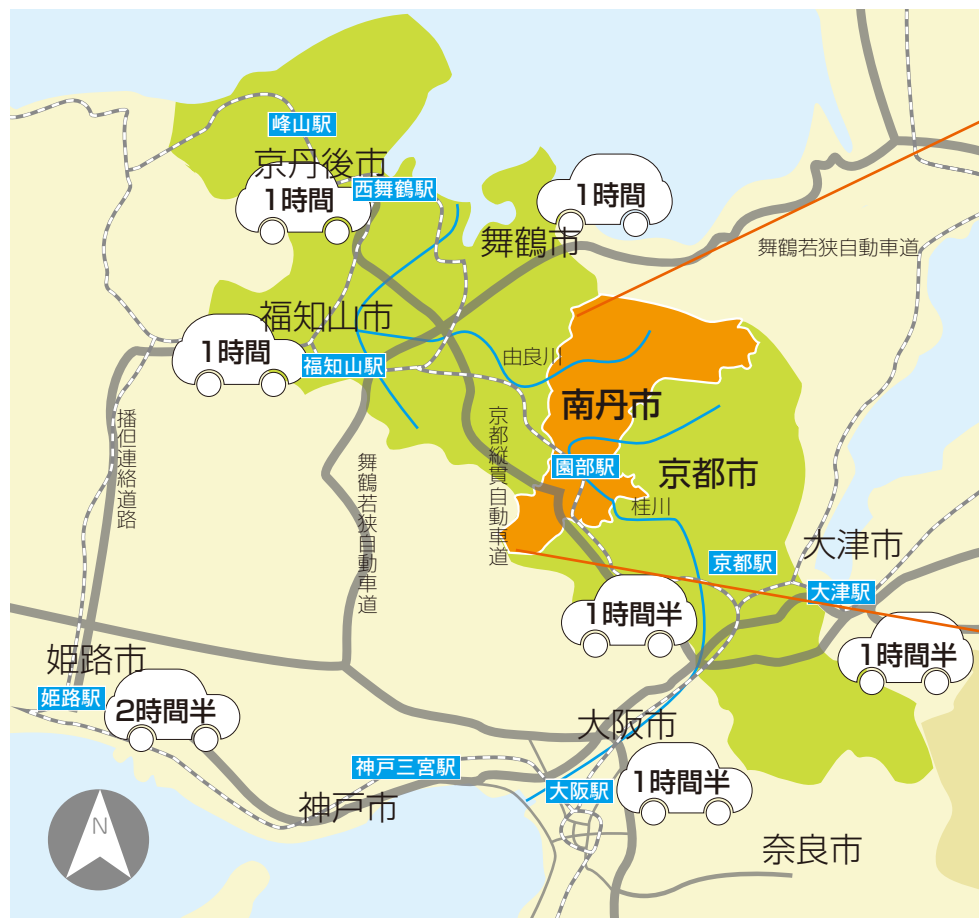 峰山駅
京丹後市
1時間
西舞鶴駅
1時間
舞鶴市
舞鶴若狭自動車道
福知山市
1時間
福知山駅
由良川
南丹市
播但連絡道路
舞鶴若狭自動車道
京都縦貫自動車道
園部駅
京都市
桂川
大津市
京都駅
大津駅
1時間半
1時間半
姫路市
姫路駅
2時間半
大阪市
神戸三宮駅
大阪駅
1時間半
神戸市
奈良市
N